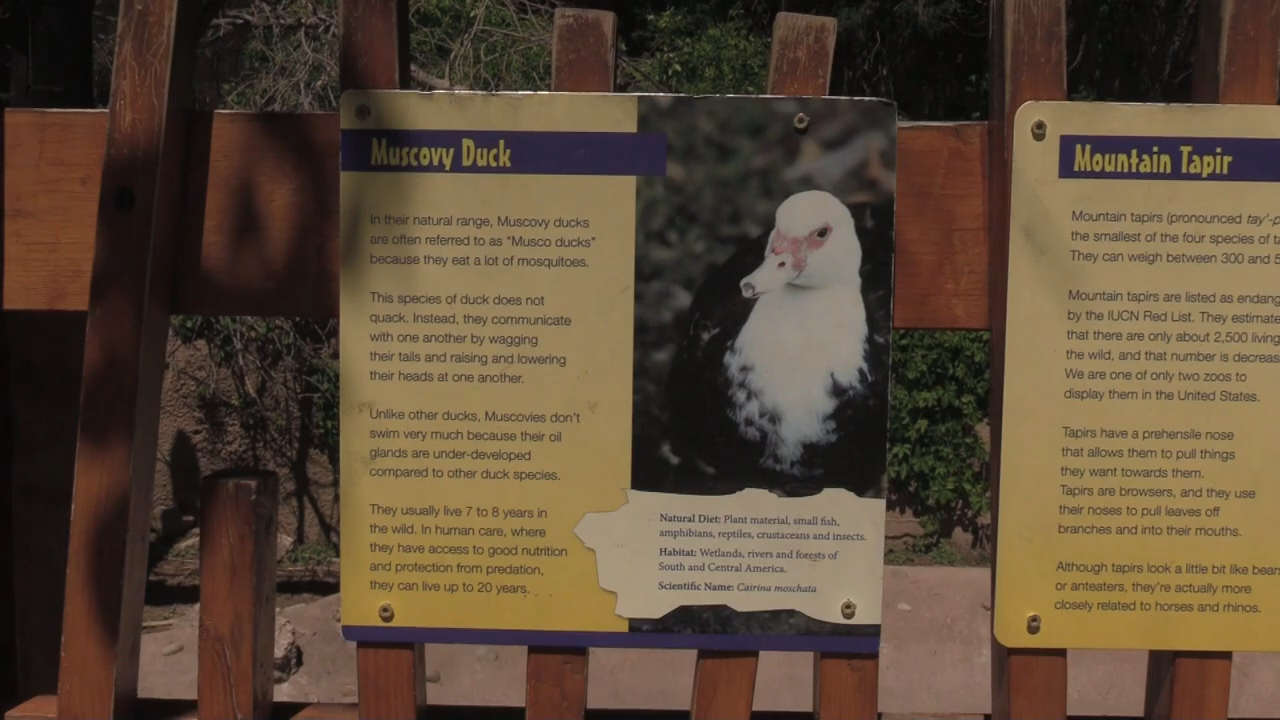 Muscovy Duck
In their natural range, Muscovy ducks
are often referred to as “Musco ducks”
because they eat a lot of mosquitoes.
This species of duck does not
quack. Instead, they communicate
with one another by wagging
their tails and raising and lowering
their heads at one another.
Unlike other ducks, Muscovies don’t
swim very much because their oil
glands are under-developed
compared to other duck species.
They usually live 7 to 8 years in
the wild. In human care, where
they have access to good nutrition
and protection from predation,
they can live up to 20 years.
Natural Diet: Plant material, small fish,
amphibians, reptiles, crustaceans and insects.
Habitat: Wetlands, rivers and forests of
South and Central America.
Scientific Name: Cairina moschata
Mountain Tapir
Mountain tapirs (pronounced tay’-p
the smallest of the four species of ta
They can weigh between 300 and 5
Mountain tapirs are listed as endang
by the IUCN Red List. They estimate
that there are only about 2,500 living
the wild, and that number is decreas
We are one of only two zoos to
display them in the United States.
Tapirs have a prehensile nose
that allows them to pull things
they want towards them.
Tapirs are browsers, and they use
their noses to pull leaves off
branches and into their mouths.
Although tapirs look a little bit like bears
or anteaters, they’re actually more
closely related to horses and rhinos.